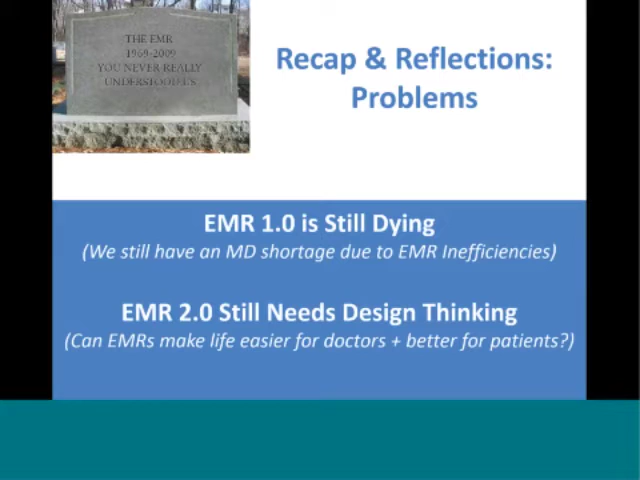 THE EMR
1969-2009
YOU NEVER REALLY
UNDERSTOOD US
Recap & Reflections:
Problems
EMR 1.0 is Still Dying
(We still have an MD shortage due to EMR Inefficiencies)
EMR 2.0 Still Needs Design Thinking
(Can EMRs make life easier for doctors + better for patients?)